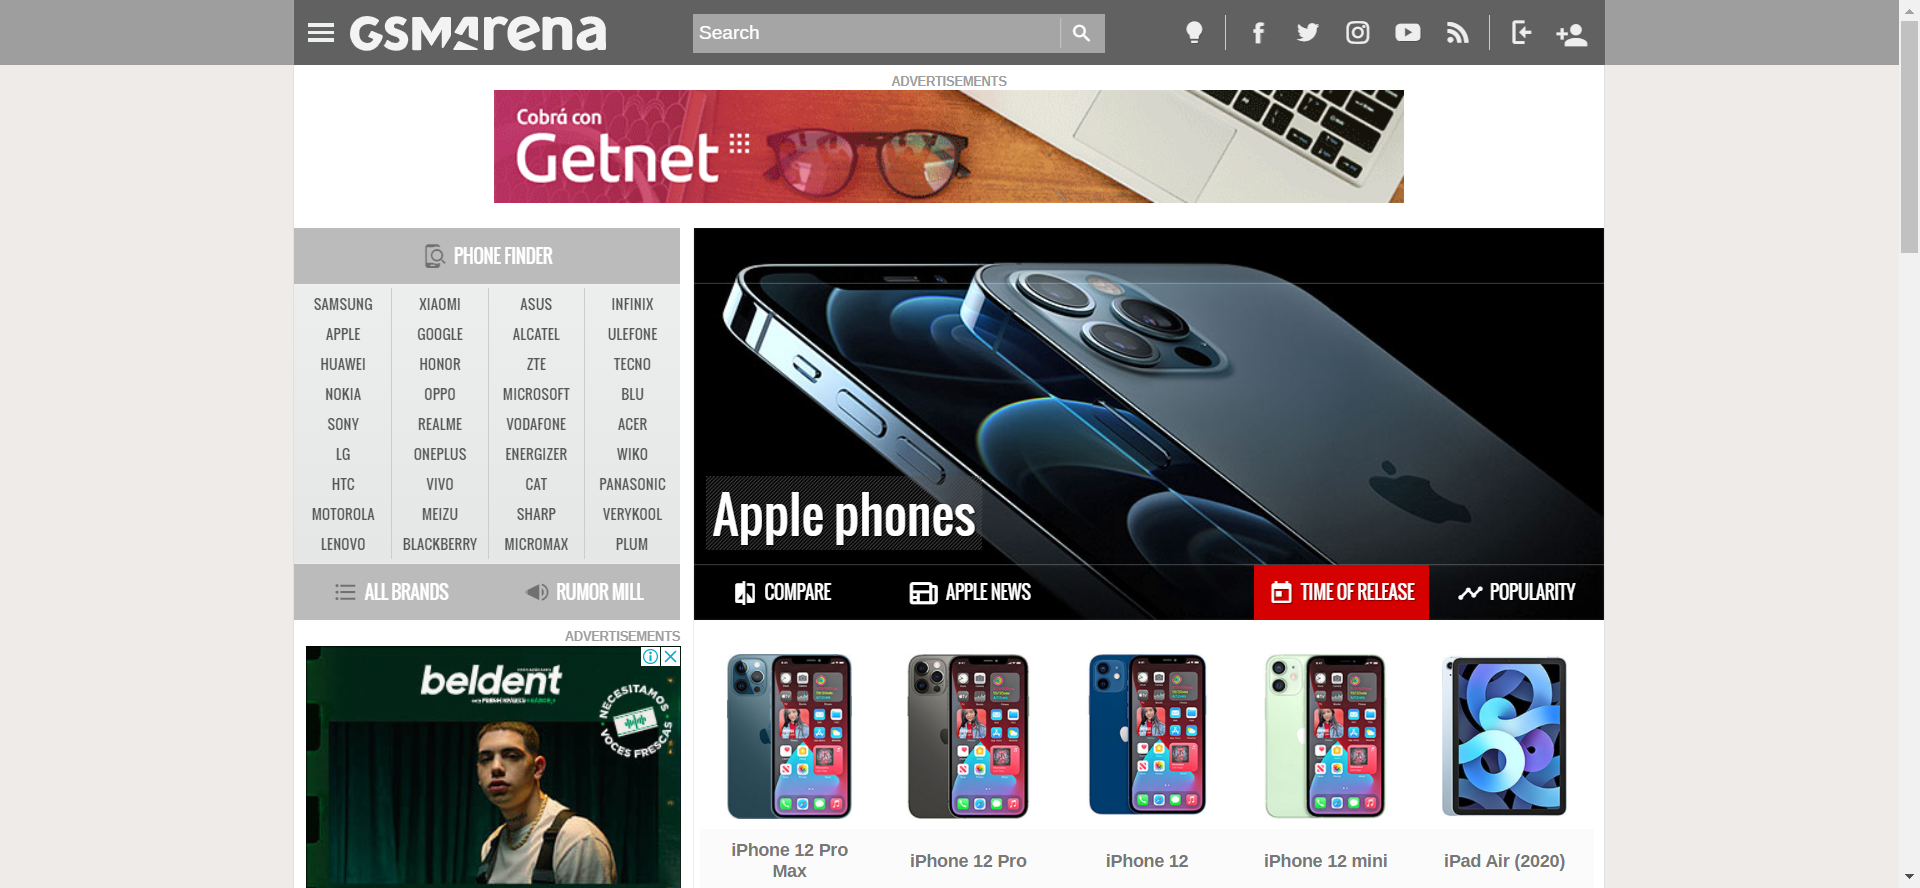 GSMArena
Search
ADVERTISEMENTS
Cobrá con
Getnet
PHONE FINDER
SAMSUNG XIAOMI ASUS INFINIX
APPLE GOOGLE ALCATEL ULEFONE
HUAWEI HONOR ZTE TECNO
NOKIA OPPO MICROSOFT BLU
SONY REALME VODAFONE ACER
LG ONEPLUS ENERGIZER WIKO
HTC VIVO CAT PANASONIC
MOTOROLA MEIZU SHARP VERYKOOL
LENOVO BLACKBERRY MICROMAX PLUM
ALL BRANDS RUMOR MILL
Apple phones
COMPARE APPLE NEWS TIME OF RELEASE POPULARITY
ADVERTISEMENTS
beldent
NECESITAMOS
VOCES FRESCAS
iPhone 12 Pro
Max
iPhone 12 Pro
iPhone 12
iPhone 12 mini
iPad Air (2020)